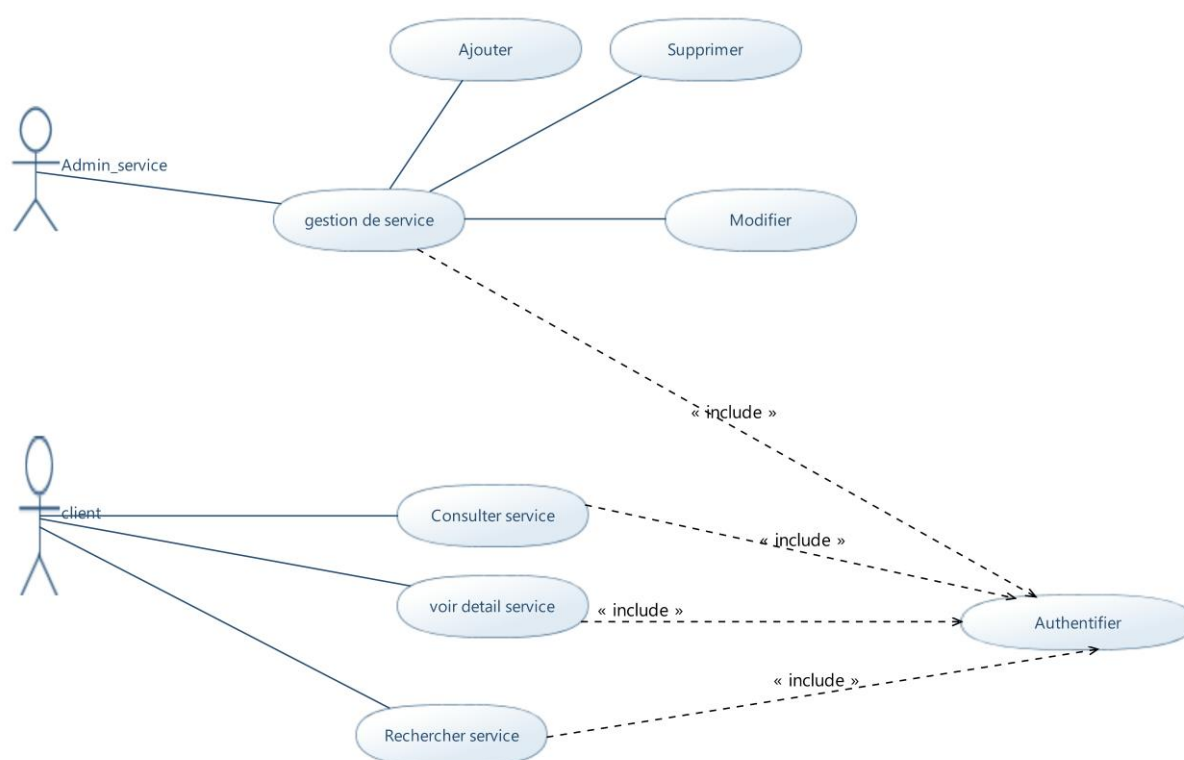 Ajouter
Supprimer
Admin_service
gestion de service
Modifier
« include »
client
Consulter service
« include »
voir detail service
« include »
Authentifier
« include »
Rechercher service